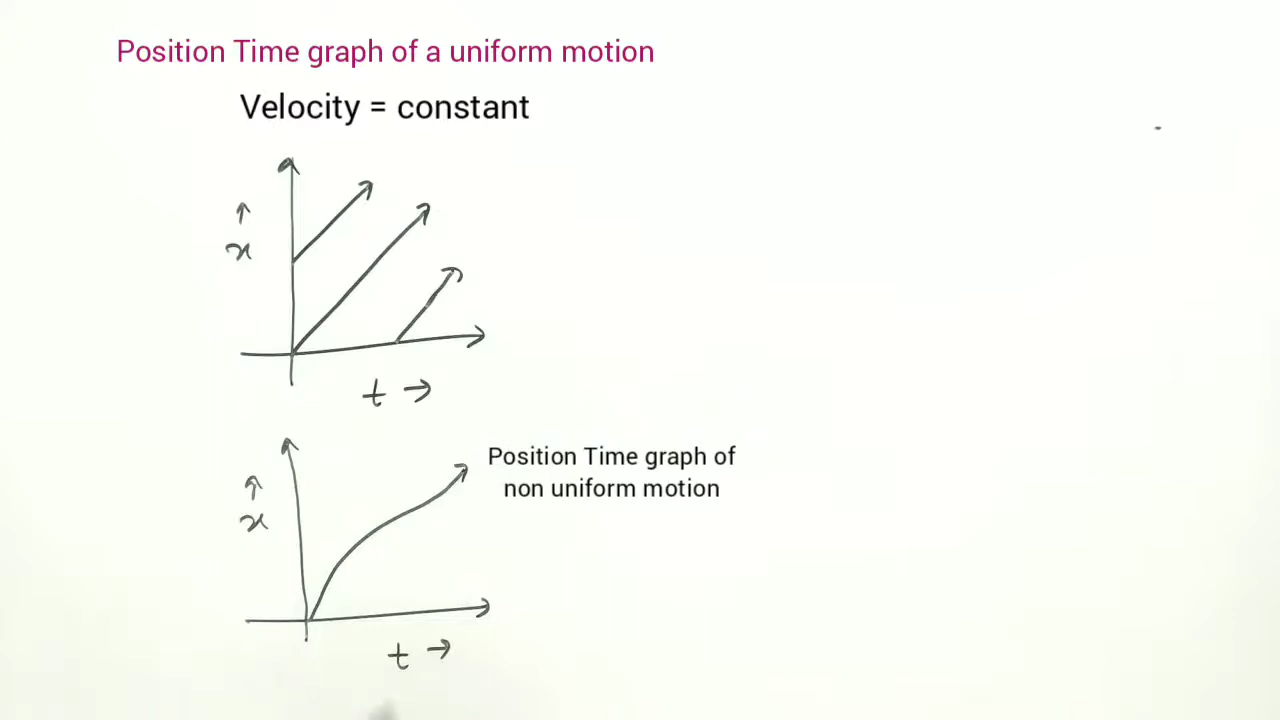 Position Time graph of a uniform motion
Velocity = constant
x →
t →
Position Time graph of
non uniform motion
x →
t →